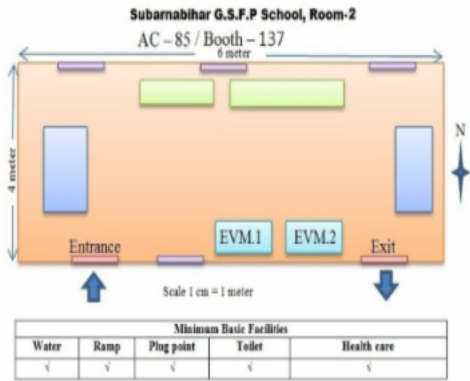 Subarnabihar G.S.F.P School, Room-2
AC – 85 / Booth – 137
6 meter
4 meter
N
EVM.1 EVM.2
Entrance Exit
Scale 1 cm = 1 meter
Minimum Basic Facilities
Water Ramp Plug point Toilet Health care
√ √ √ √ √